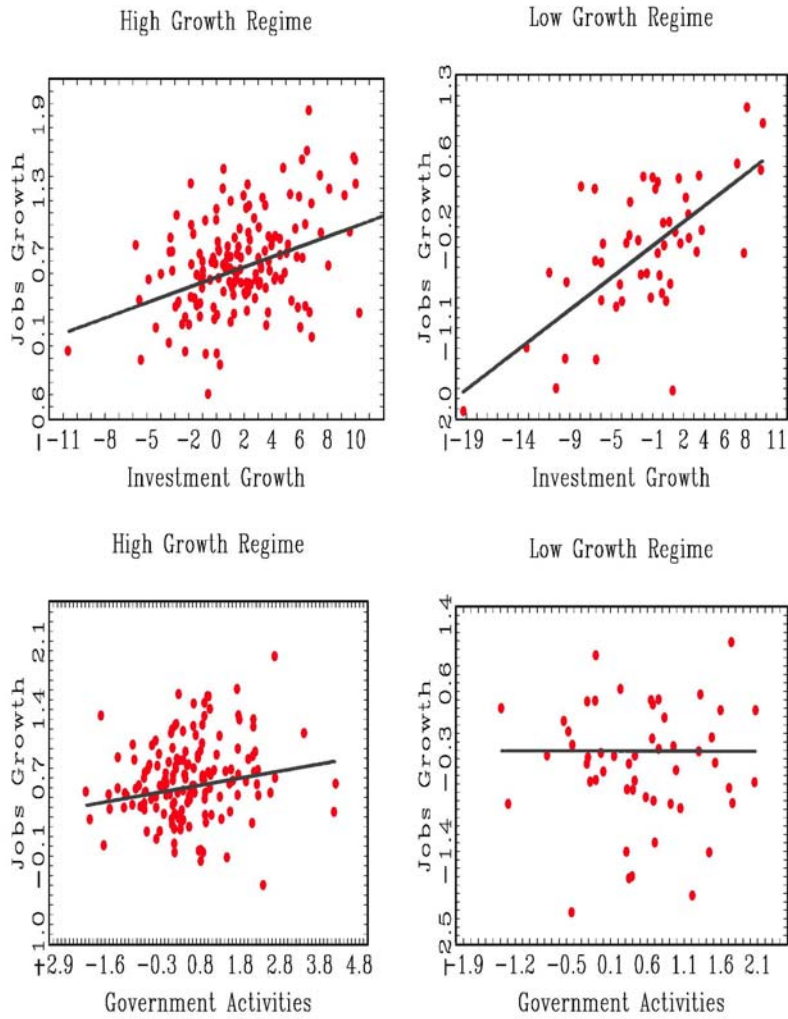 High Growth Regime
Jobs Growth
1.9
1.3
0.7
0.1
0.6
-11 -8 -5 -2 0 2 4 6 8 10
Investment Growth
Low Growth Regime
Jobs Growth
1.3
0.6
-0.2
-1.1
2.0
-19 -14 -9 -5 -1 2 4 6 8 11
Investment Growth
High Growth Regime
Jobs Growth
2.1
1.4
0.7
-0.1
1.0
2.9 -1.6 -0.3 0.8 1.8 2.8 3.8 4.8
Government Activities
Low Growth Regime
Jobs Growth
1.4
0.6
-0.3
-1.4
2.5
-1.9 -1.2 -0.5 0.1 0.6 1.1 1.6 2.1
Government Activities